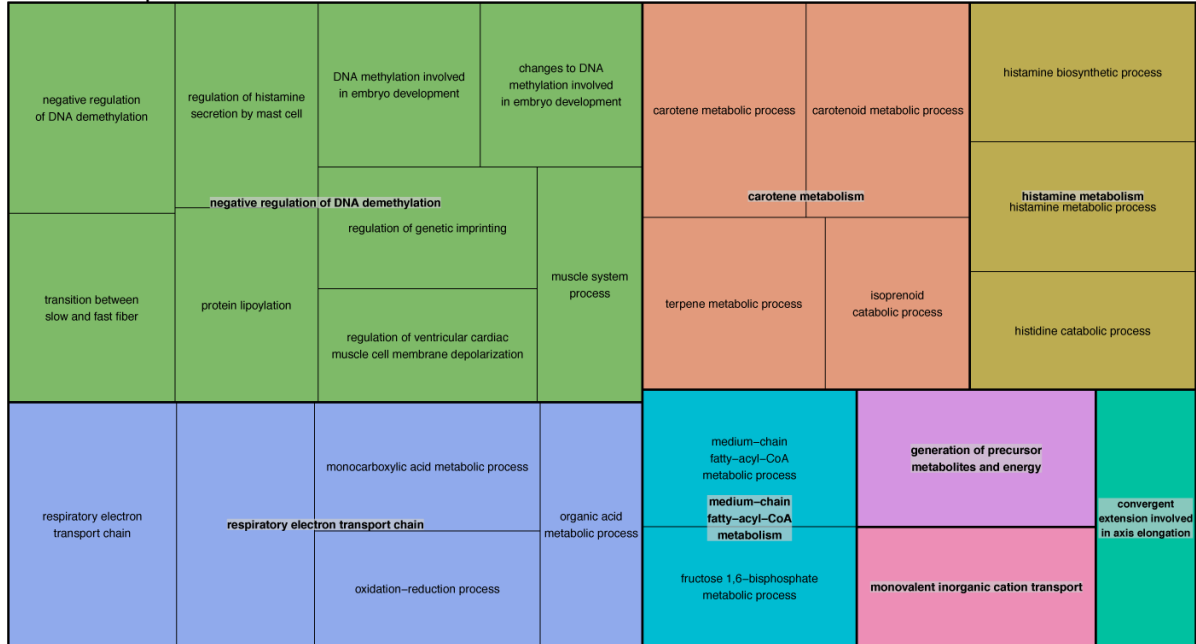 negative regulation
of DNA demethylation
regulation of histamine
secretion by mast cell
DNA methylation involved
in embryo development
changes to DNA
methylation involved
in embryo development
negative regulation of DNA demethylation
regulation of genetic imprinting
muscle system
process
transition between
slow and fast fiber
protein lipoylation
regulation of ventricular cardiac
muscle cell membrane depolarization
carotene metabolic process
carotenoid metabolic process
carotene metabolism
terpene metabolic process
isoprenoid
catabolic process
histamine biosynthetic process
histamine metabolism
histamine metabolic process
histidine catabolic process
respiratory electron
transport chain
monocarboxylic acid metabolic process
respiratory electron transport chain
organic acid
metabolic process
oxidation−reduction process
medium−chain
fatty−acyl−CoA
metabolic process
medium−chain
fatty−acyl−CoA
metabolism
fructose 1,6−bisphosphate
metabolic process
generation of precursor
metabolites and energy
monovalent inorganic cation transport
convergent
extension involved
in axis elongation